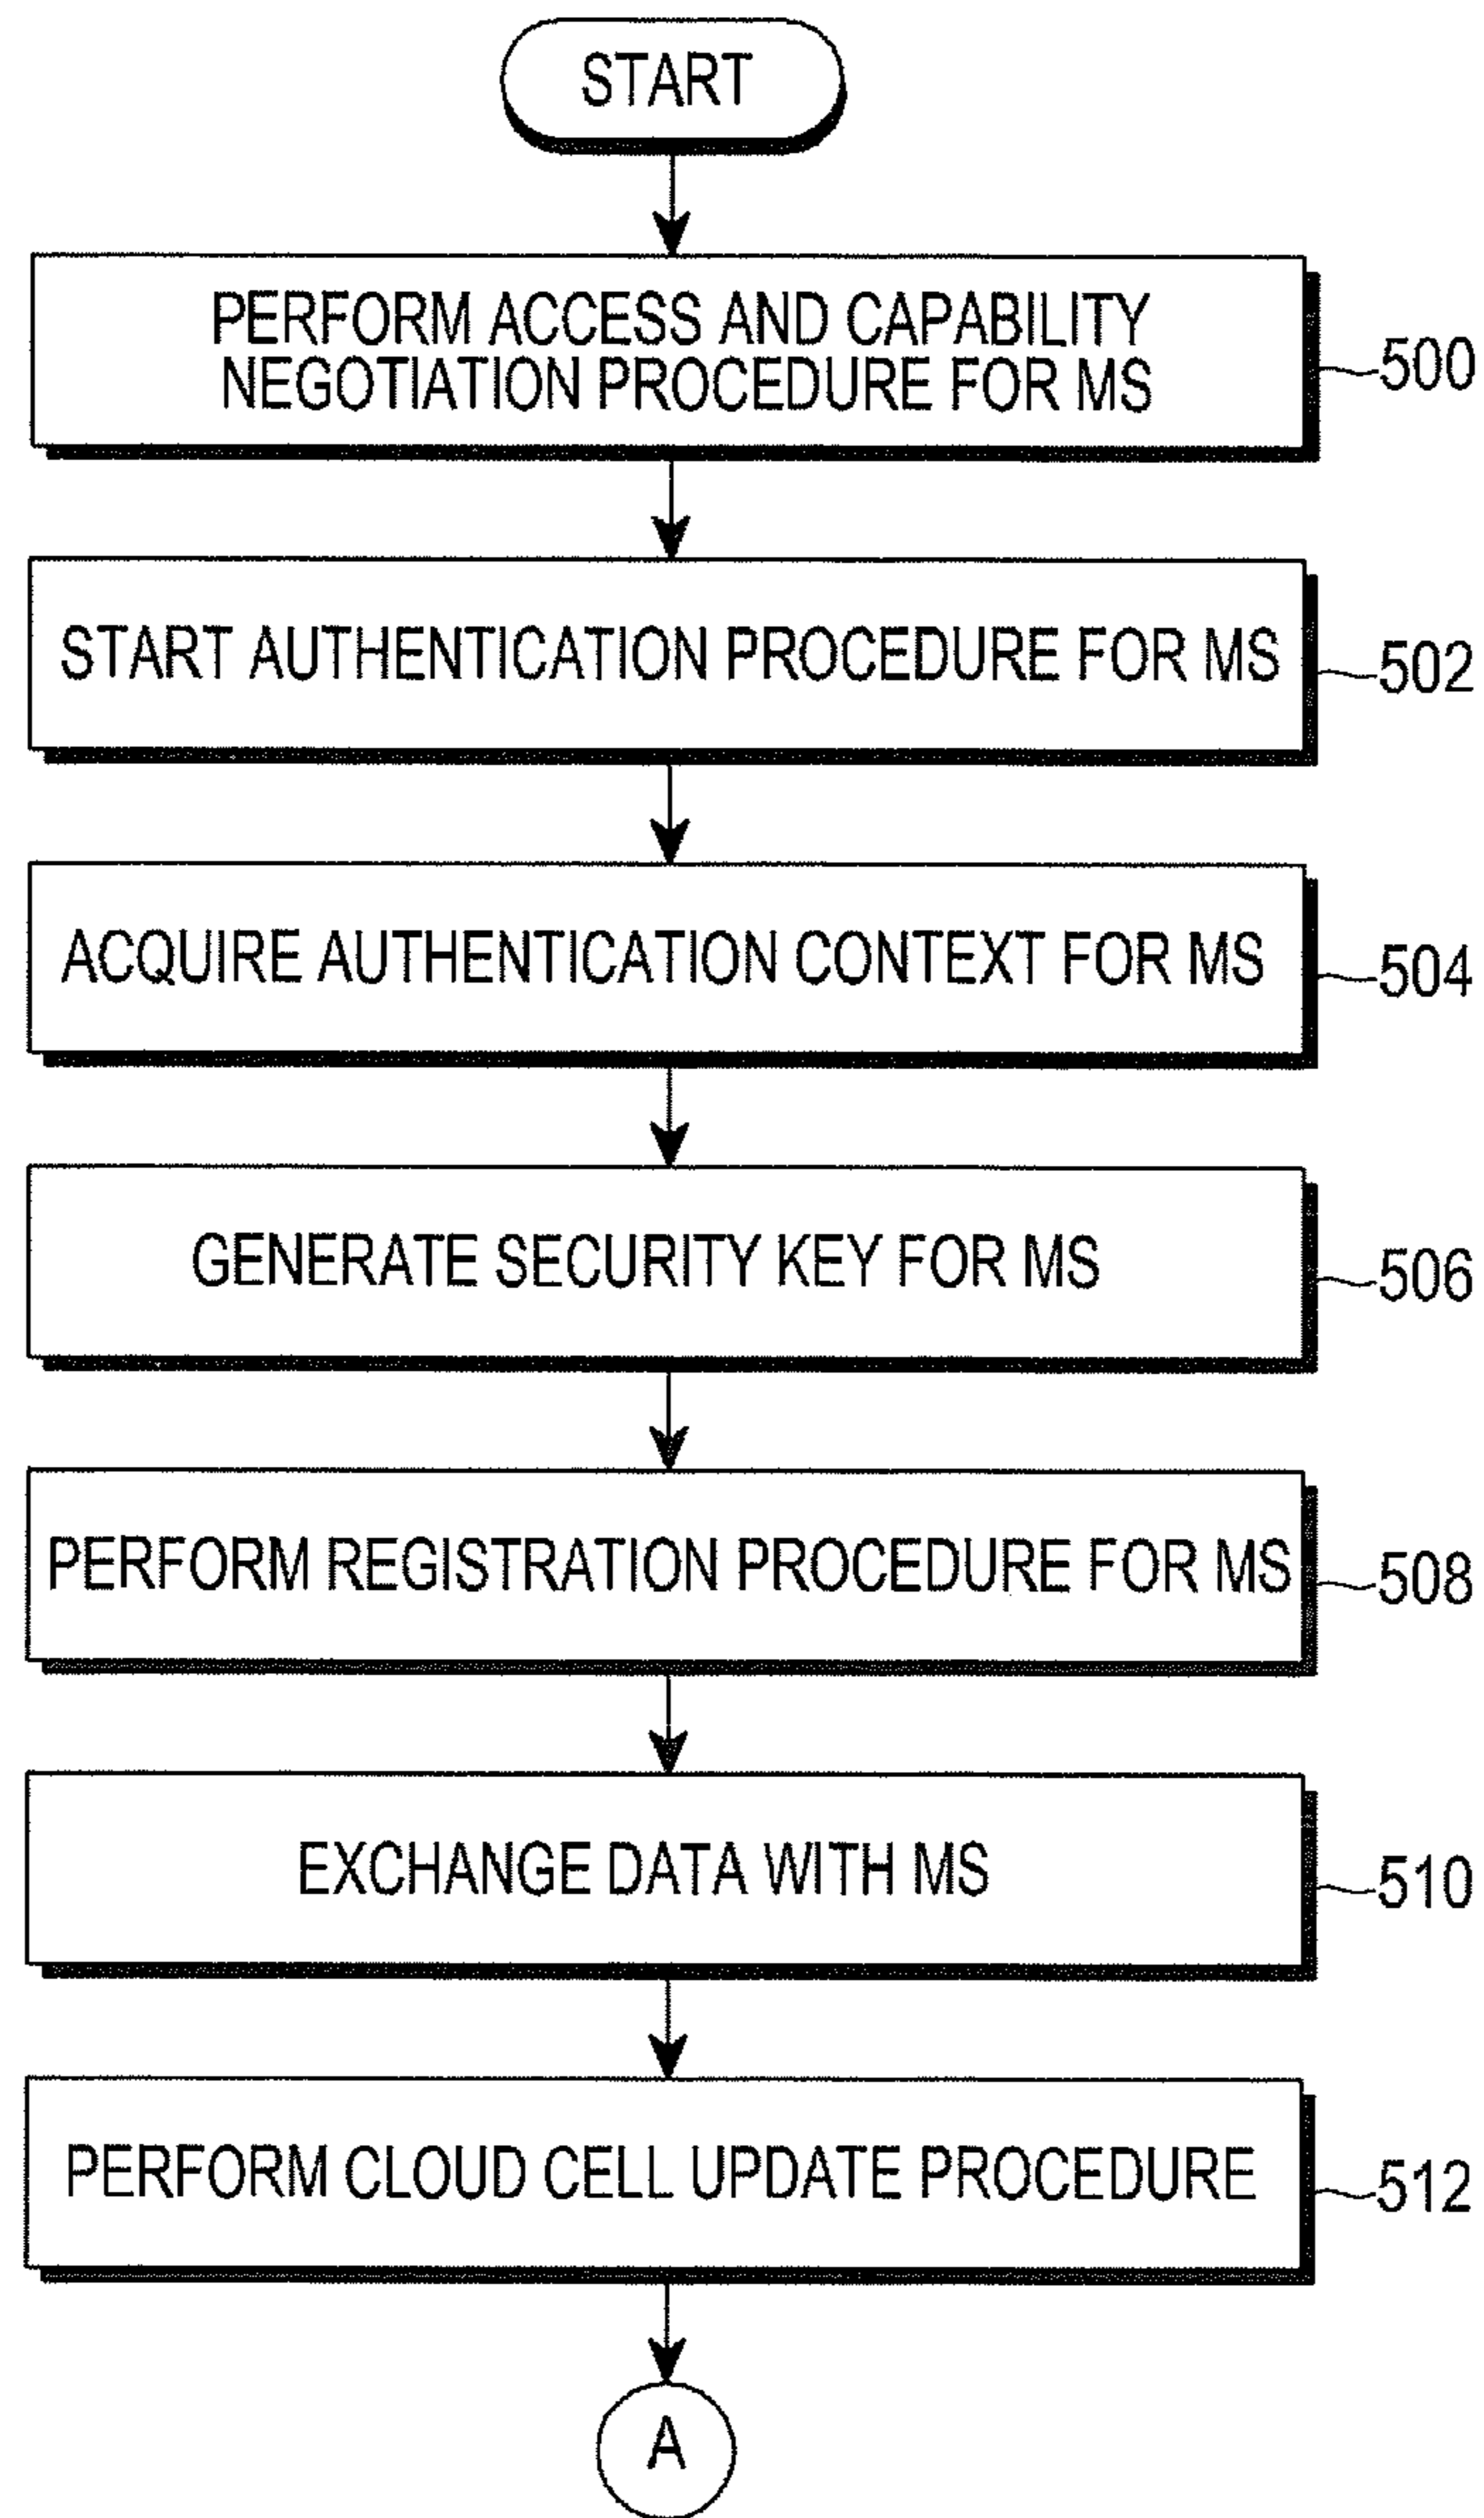 START
PERFORM ACCESS AND CAPABILITY
NEGOTIATION PROCEDURE FOR MS
500
START AUTHENTICATION PROCEDURE FOR MS
502
ACQUIRE AUTHENTICATION CONTEXT FOR MS
504
GENERATE SECURITY KEY FOR MS
506
PERFORM REGISTRATION PROCEDURE FOR MS
508
EXCHANGE DATA WITH MS
510
PERFORM CLOUD CELL UPDATE PROCEDURE
512
A